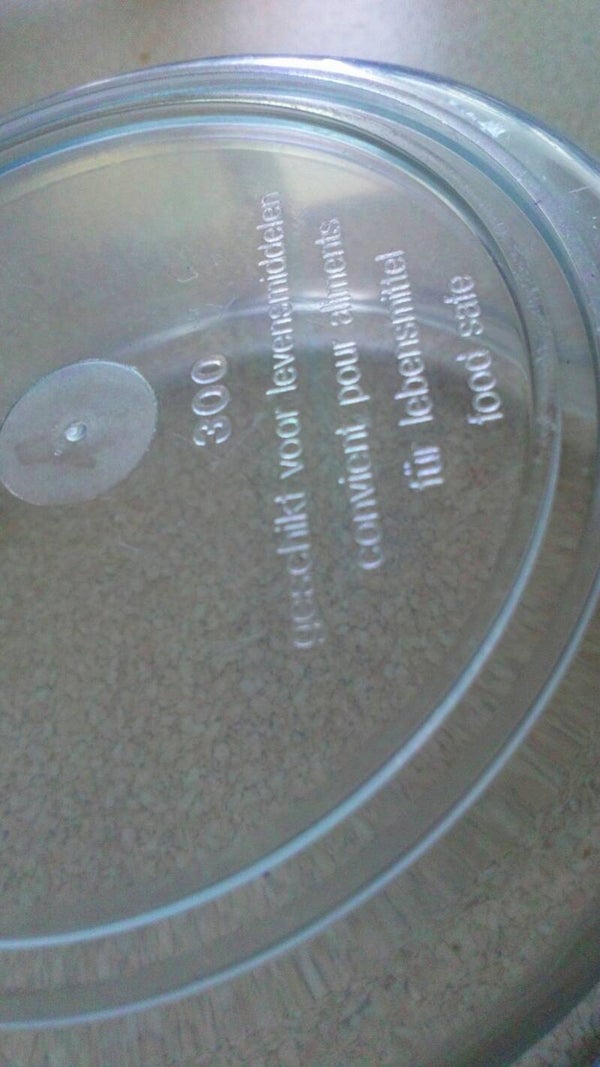 300
geschikt voor levensmiddelen
convient pour aliments
für lebensmittel
food safe